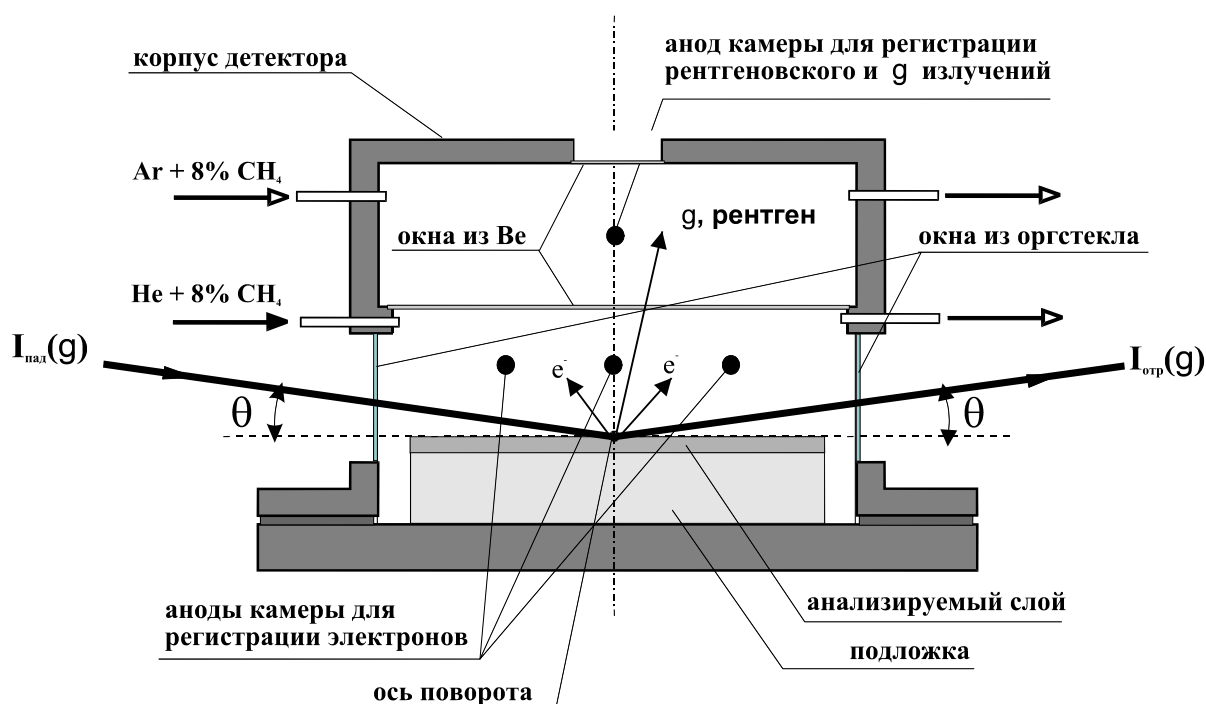 корпус детектора
анод камеры для регистрации
рентгеновского и g излучений
Ar + 8% CH₄
g, рентген
окна из Be
окна из оргстекла
He + 8% CH₄
Iпад(g)
Iотр(g)
e⁻
e⁻
θ
θ
аноды камеры для
регистрации электронов
анализируемый слой
подложка
ось поворота